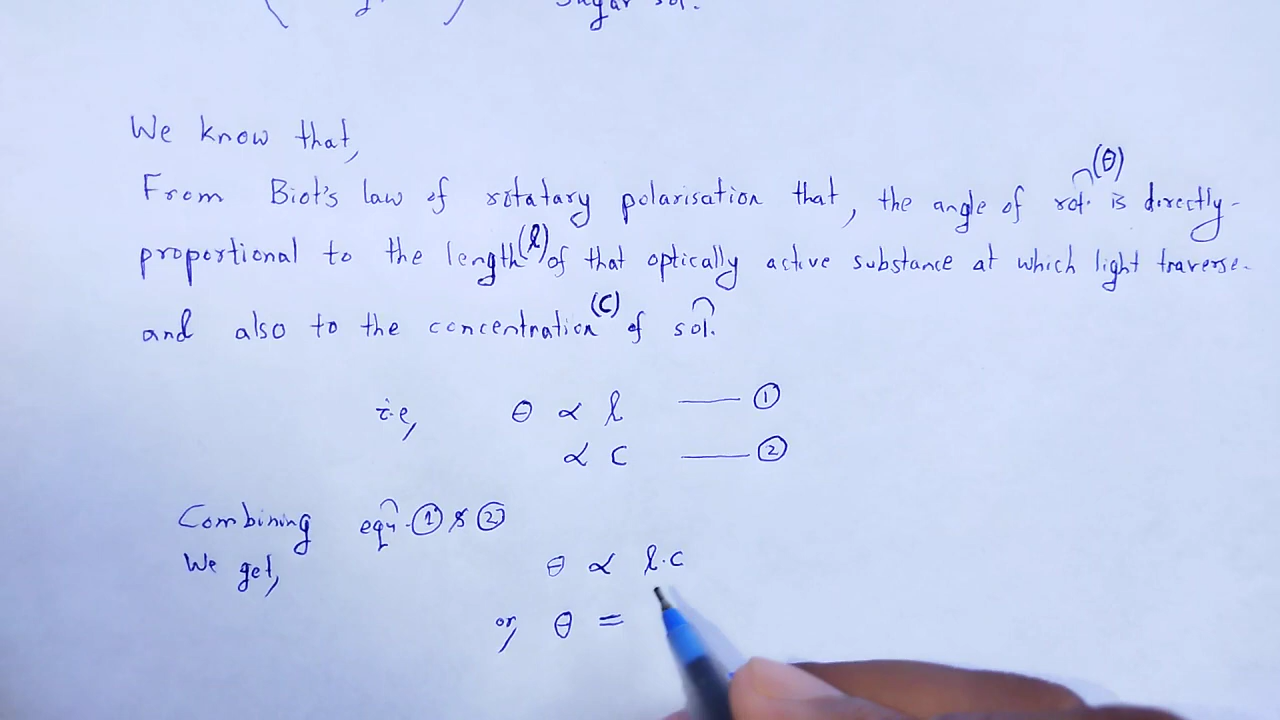 sugar sol.
We know that,
(θ)
From Biot's law of rotatary polarisation that, the angle of rot. is directly-
proportional to the length (l) of that optically active substance at which light traverse.
and also to the concentration (C) of sol.
i.e, θ ∝ l —— ①
∝ C —— ②
Combining eqn. ① & ②
We get,
θ ∝ l.c
or, θ =